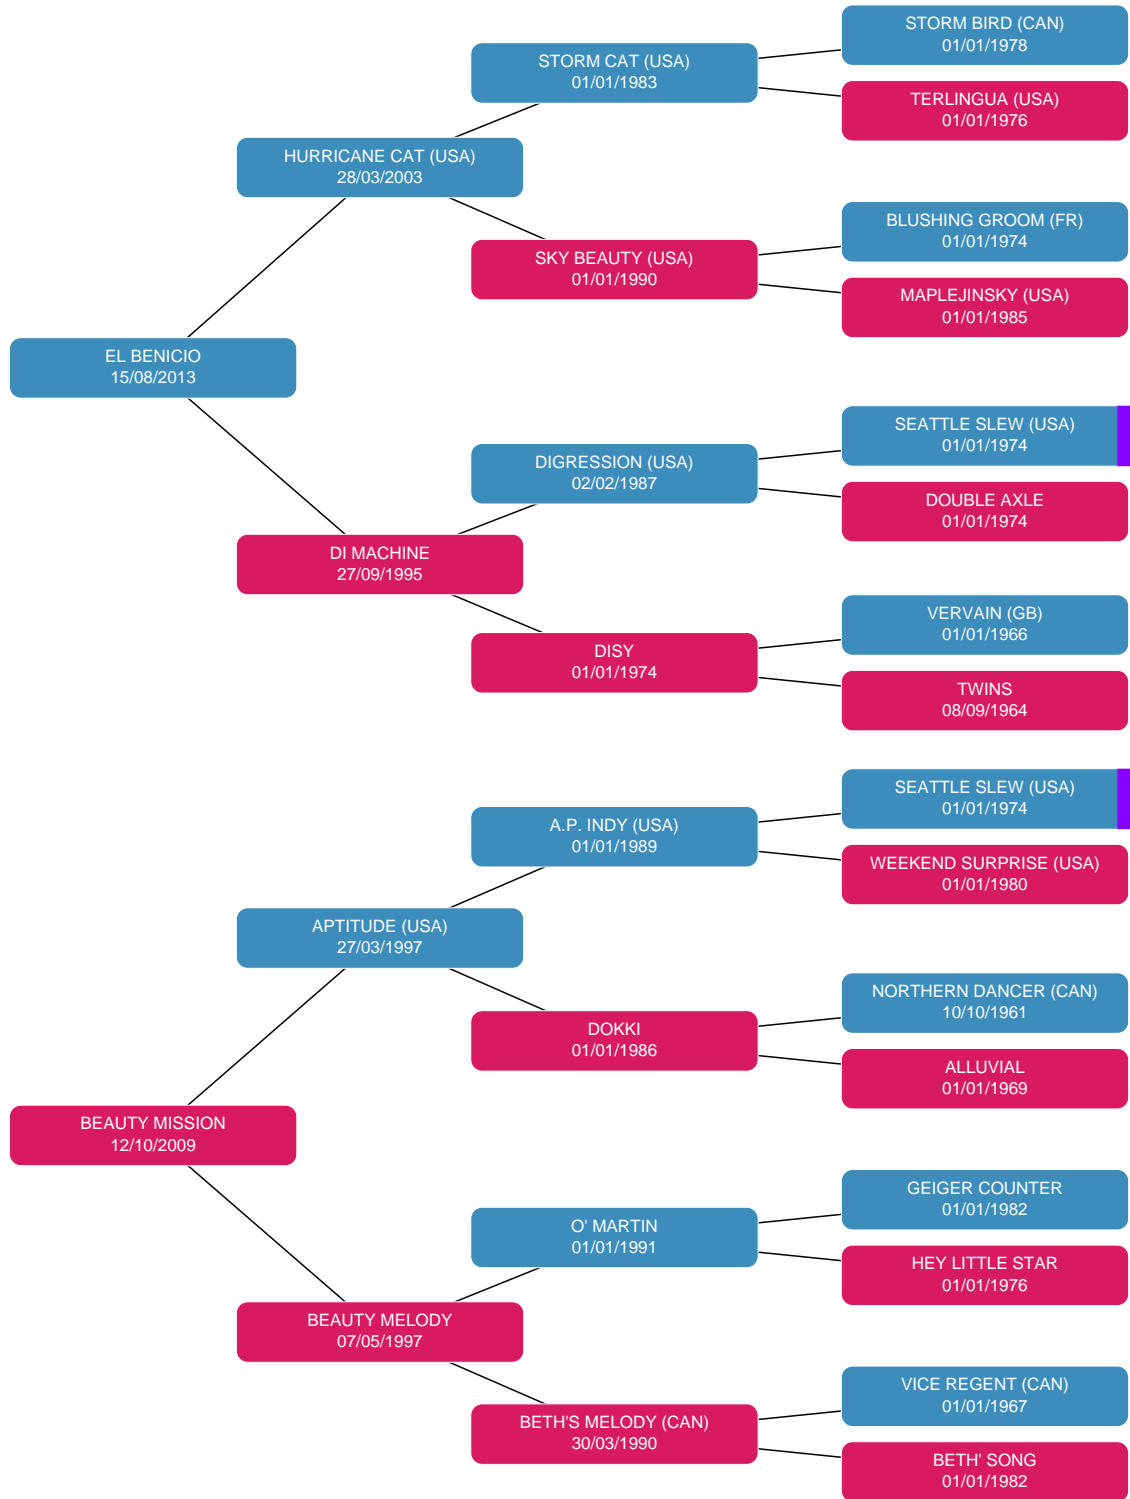 STORM BIRD (CAN)
01/01/1978
STORM CAT (USA)
01/01/1983
TERLINGUA (USA)
01/01/1976
HURRICANE CAT (USA)
28/03/2003
BLUSHING GROOM (FR)
01/01/1974
SKY BEAUTY (USA)
01/01/1990
MAPLEJINSKY (USA)
01/01/1985
EL BENICIO
15/08/2013
SEATTLE SLEW (USA)
01/01/1974
DIGRESSION (USA)
02/02/1987
DOUBLE AXLE
01/01/1974
DI MACHINE
27/09/1995
VERVAIN (GB)
01/01/1966
DISY
01/01/1974
TWINS
08/09/1964
SEATTLE SLEW (USA)
01/01/1974
A.P. INDY (USA)
01/01/1989
WEEKEND SURPRISE (USA)
01/01/1980
APTITUDE (USA)
27/03/1997
NORTHERN DANCER (CAN)
10/10/1961
DOKKI
01/01/1986
ALLUVIAL
01/01/1969
BEAUTY MISSION
12/10/2009
GEIGER COUNTER
01/01/1982
O' MARTIN
01/01/1991
HEY LITTLE STAR
01/01/1976
BEAUTY MELODY
07/05/1997
VICE REGENT (CAN)
01/01/1967
BETH'S MELODY (CAN)
30/03/1990
BETH' SONG
01/01/1982